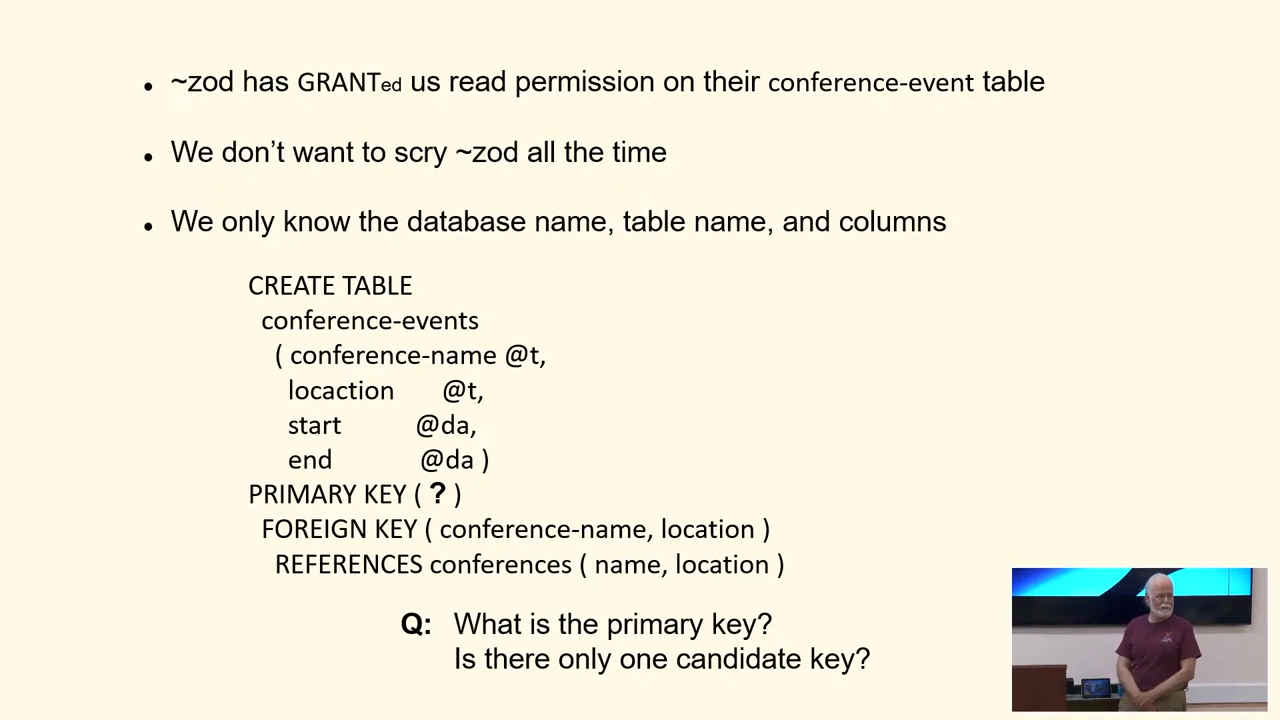 • ~zod has GRANTed us read permission on their conference-event table
• We don’t want to scry ~zod all the time
• We only know the database name, table name, and columns
CREATE TABLE
conference-events
( conference-name @t,
locaction @t,
start @da,
end @da )
PRIMARY KEY ( ? )
FOREIGN KEY ( conference-name, location )
REFERENCES conferences ( name, location )
Q: What is the primary key?
Is there only one candidate key?